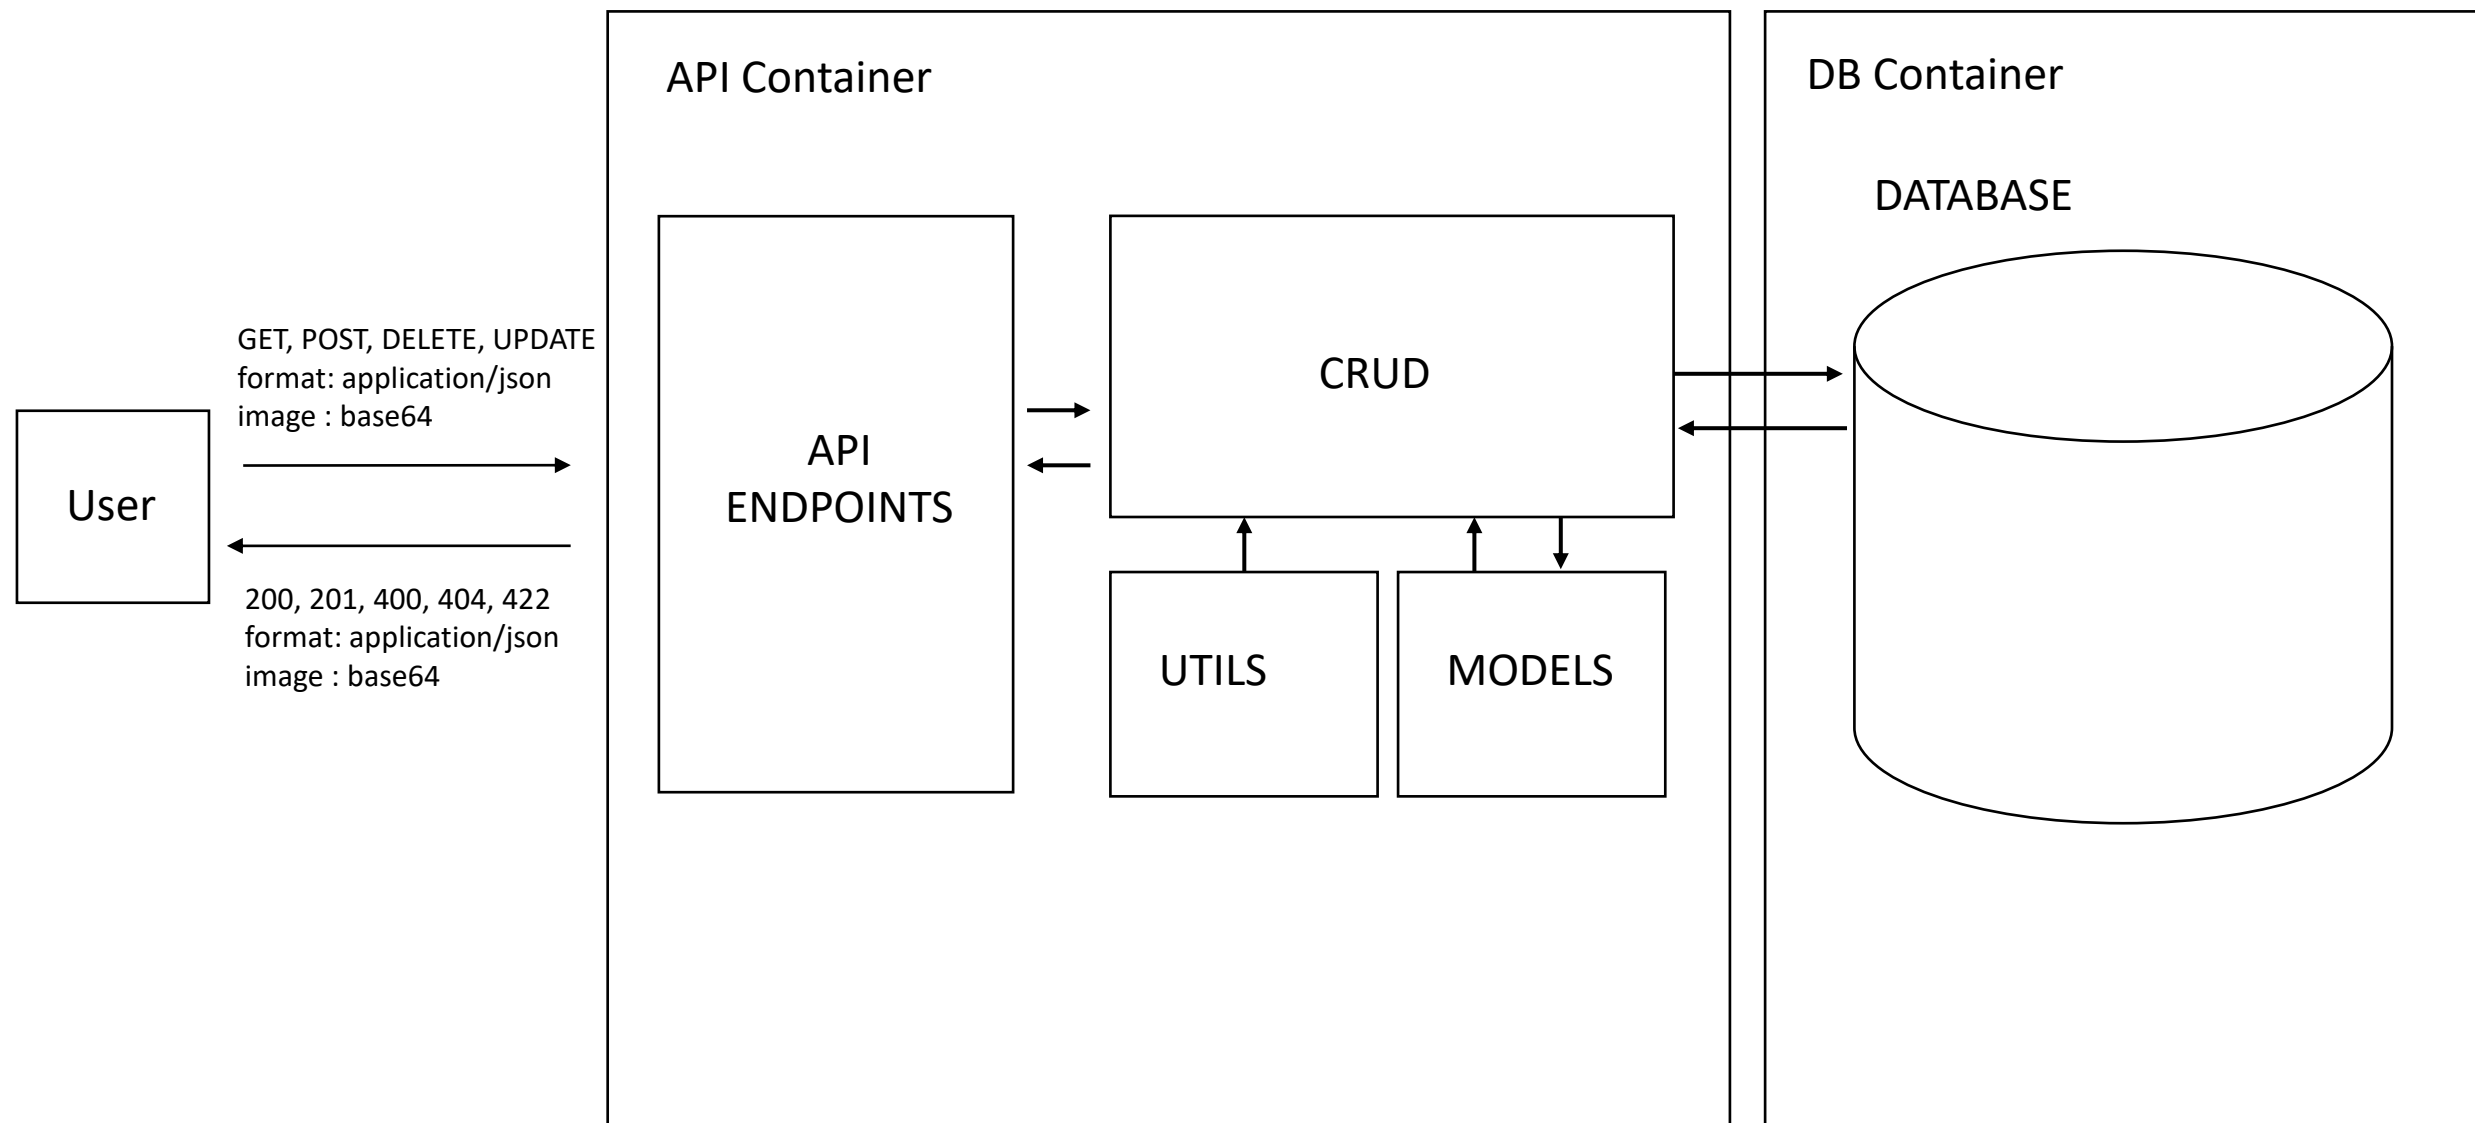 API Container
DB Container
DATABASE
GET, POST, DELETE, UPDATE
format: application/json
image : base64
User
200, 201, 400, 404, 422
format: application/json
image : base64
API
ENDPOINTS
CRUD
UTILS
MODELS